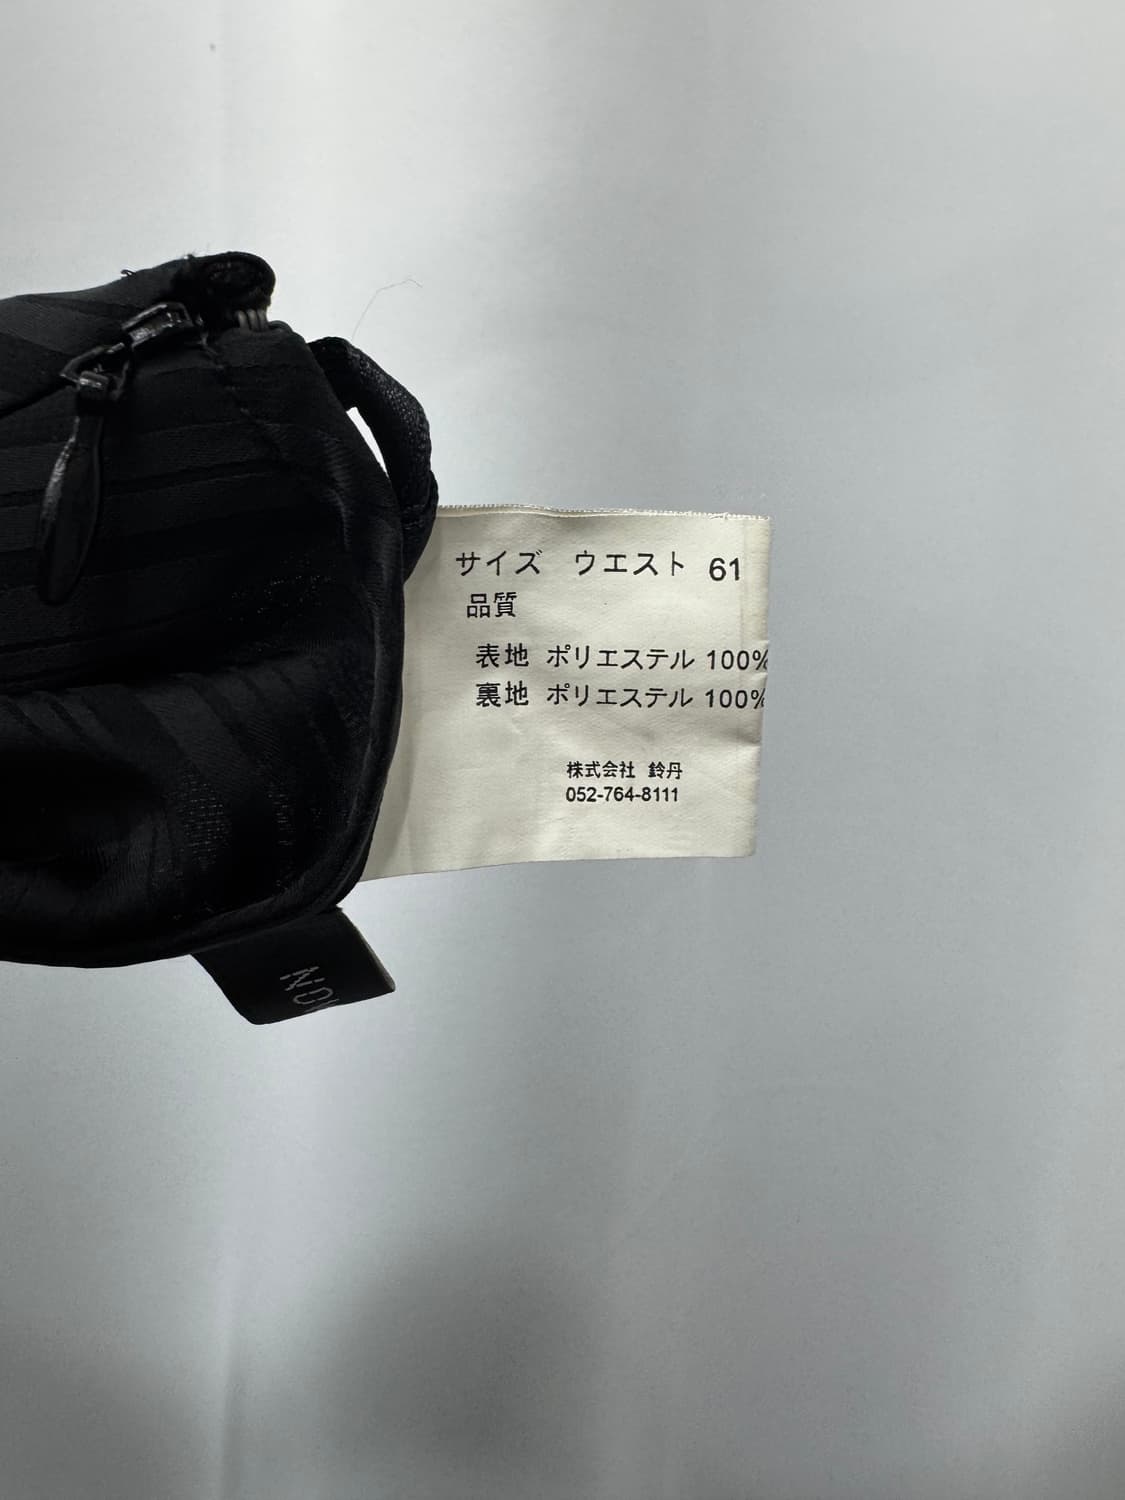 サイズ ウエスト 61
品質
表地 ポリエステル 100%
裏地 ポリエステル 100%
株式会社 鈴丹
052-764-8111